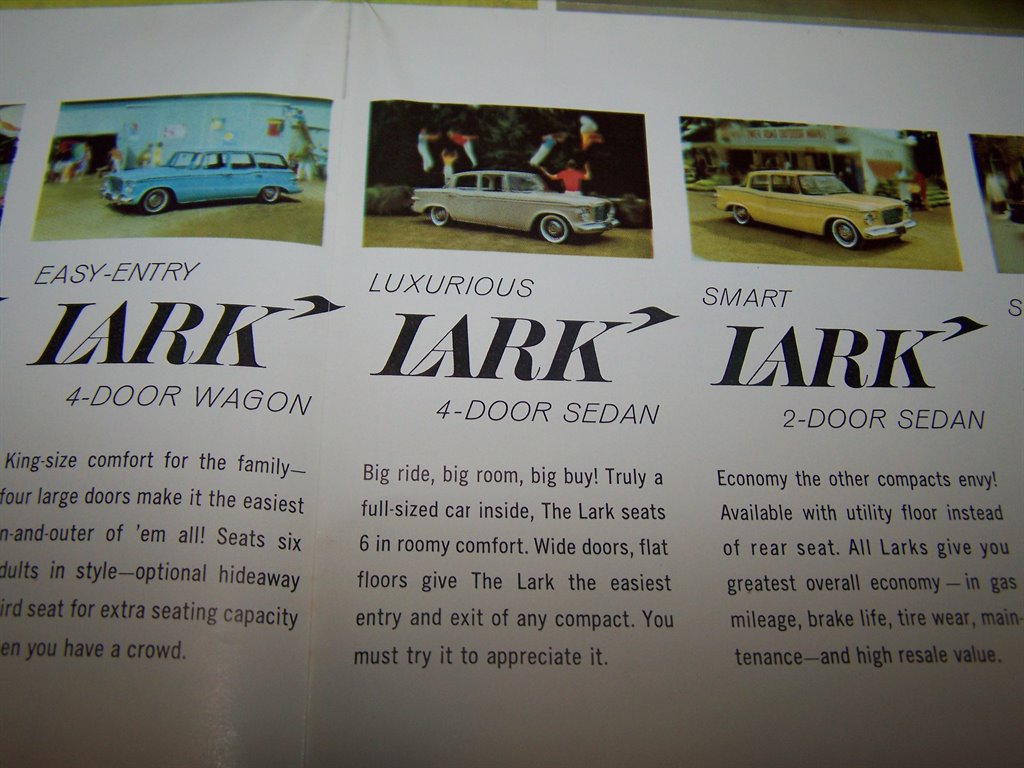 EASY-ENTRY
LARK
4-DOOR WAGON
King-size comfort for the family—
four large doors make it the easiest
n-and-outer of 'em all! Seats six
dults in style—optional hideaway
ird seat for extra seating capacity
en you have a crowd.
LUXURIOUS
LARK
4-DOOR SEDAN
Big ride, big room, big buy! Truly a
full-sized car inside, The Lark seats
6 in roomy comfort. Wide doors, flat
floors give The Lark the easiest
entry and exit of any compact. You
must try it to appreciate it.
SMART
LARK
2-DOOR SEDAN
Economy the other compacts envy!
Available with utility floor instead
of rear seat. All Larks give you
greatest overall economy—in gas
mileage, brake life, tire wear, main-
tenance—and high resale value.
S